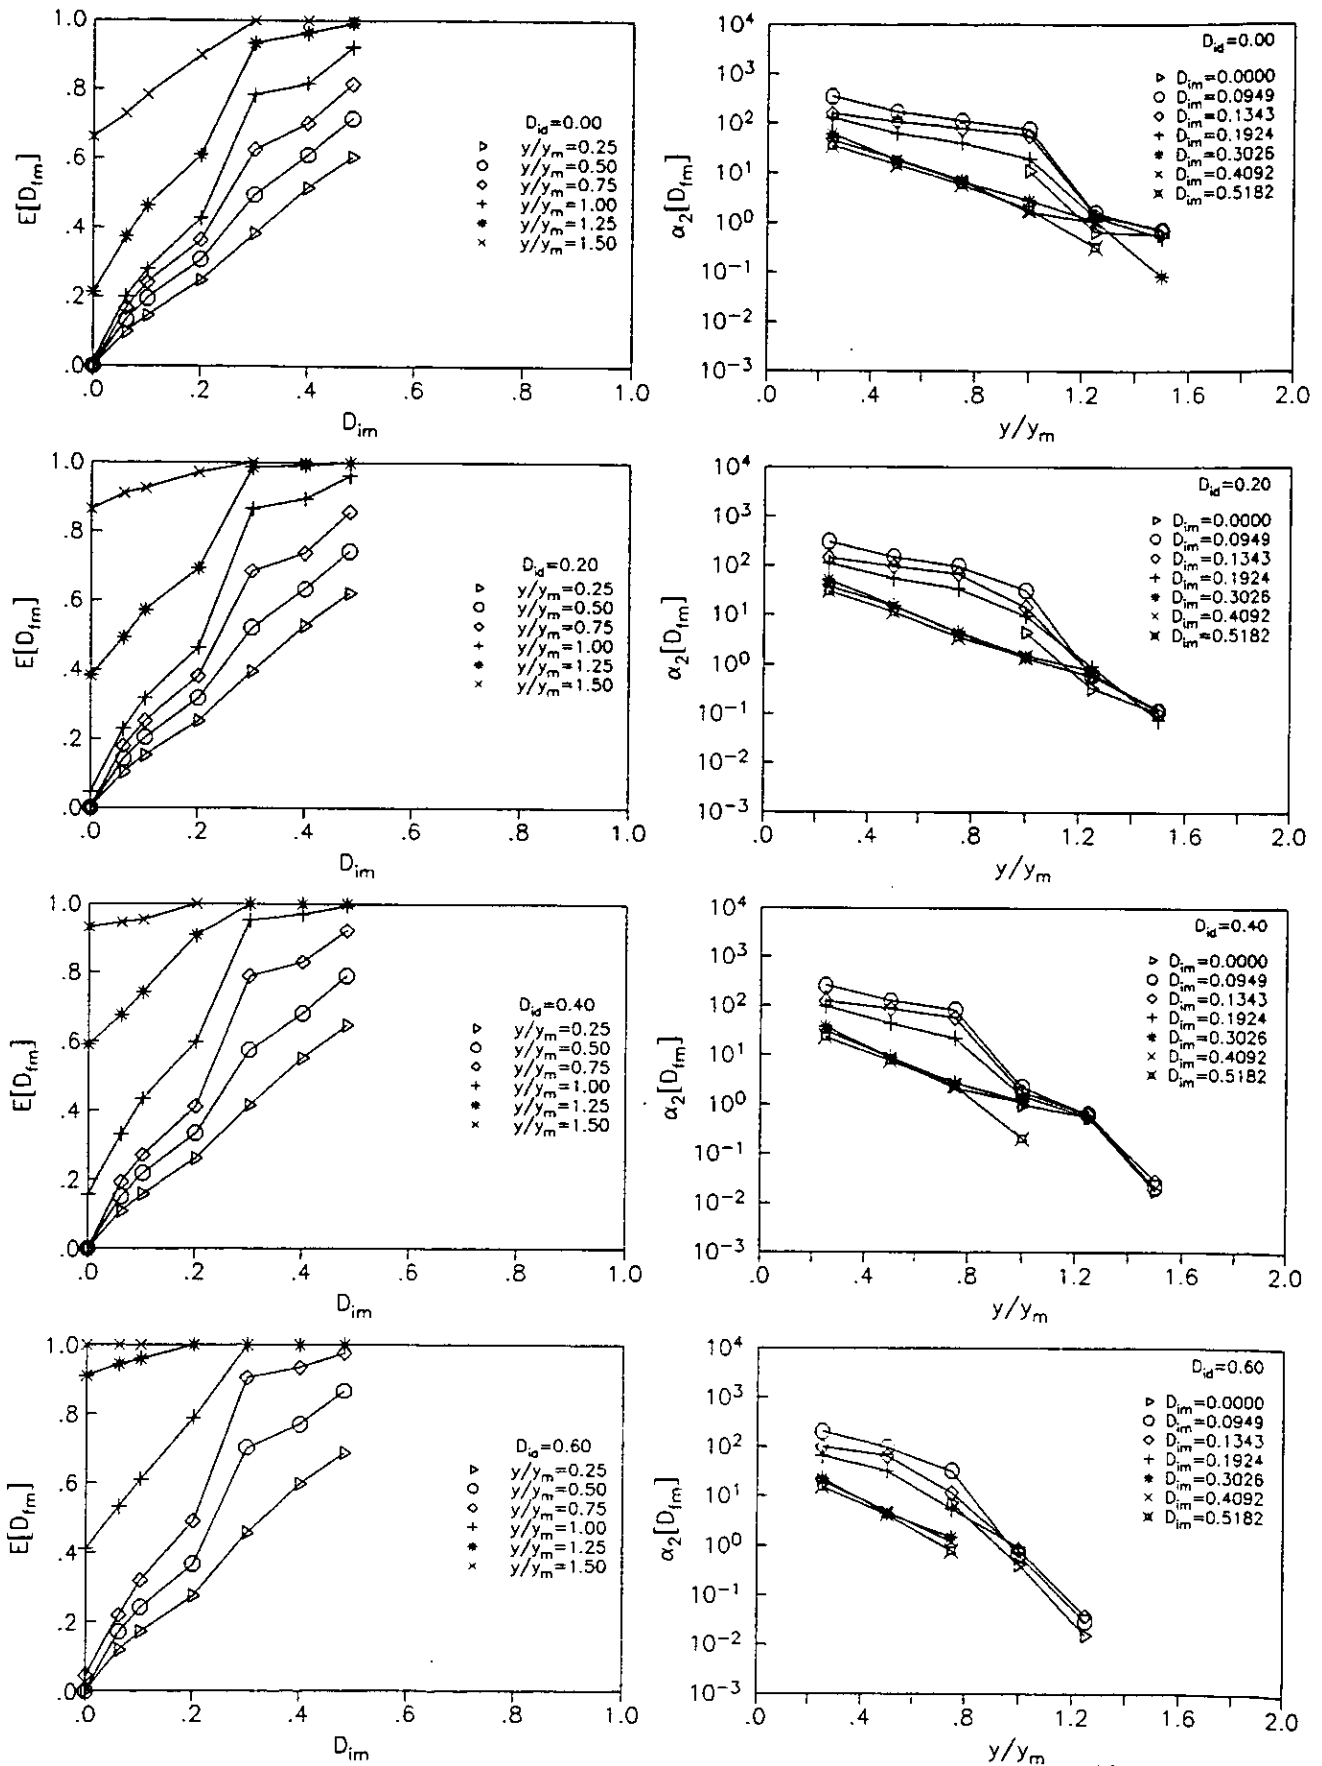 1.0
.8
.6
.4
.2
.0
E[D_fm]
.0 .2 .4 .6 .8 1.0
D_im
D_id=0.00
▷ y/y_m=0.25
○ y/y_m=0.50
◇ y/y_m=0.75
+ y/y_m=1.00
* y/y_m=1.25
× y/y_m=1.50
10^4
10^3
10^2
10^1
10^0
10^-1
10^-2
10^-3
α_2[D_fm]
.0 .4 .8 1.2 1.6 2.0
y/y_m
D_id=0.00
▷ D_im=0.0000
○ D_im=0.0949
◇ D_im=0.1343
+ D_im=0.1924
* D_im=0.3026
× D_im=0.4092
¤ D_im=0.5182
1.0
.8
.6
.4
.2
.0
E[D_fm]
.0 .2 .4 .6 .8 1.0
D_im
D_id=0.20
▷ y/y_m=0.25
○ y/y_m=0.50
◇ y/y_m=0.75
+ y/y_m=1.00
* y/y_m=1.25
× y/y_m=1.50
10^4
10^3
10^2
10^1
10^0
10^-1
10^-2
10^-3
α_2[D_fm]
.0 .4 .8 1.2 1.6 2.0
y/y_m
D_id=0.20
▷ D_im=0.0000
○ D_im=0.0949
◇ D_im=0.1343
+ D_im=0.1924
* D_im=0.3026
× D_im=0.4092
¤ D_im=0.5182
1.0
.8
.6
.4
.2
.0
E[D_fm]
.0 .2 .4 .6 .8 1.0
D_im
D_id=0.40
▷ y/y_m=0.25
○ y/y_m=0.50
◇ y/y_m=0.75
+ y/y_m=1.00
* y/y_m=1.25
× y/y_m=1.50
10^4
10^3
10^2
10^1
10^0
10^-1
10^-2
10^-3
α_2[D_fm]
.0 .4 .8 1.2 1.6 2.0
y/y_m
D_id=0.40
▷ D_im=0.0000
○ D_im=0.0949
◇ D_im=0.1343
+ D_im=0.1924
* D_im=0.3026
× D_im=0.4092
¤ D_im=0.5182
1.0
.8
.6
.4
.2
.0
E[D_fm]
.0 .2 .4 .6 .8 1.0
D_im
D_id=0.60
▷ y/y_m=0.25
○ y/y_m=0.50
◇ y/y_m=0.75
+ y/y_m=1.00
* y/y_m=1.25
× y/y_m=1.50
10^4
10^3
10^2
10^1
10^0
10^-1
10^-2
10^-3
α_2[D_fm]
.0 .4 .8 1.2 1.6 2.0
y/y_m
D_id=0.60
▷ D_im=0.0000
○ D_im=0.0949
◇ D_im=0.1343
+ D_im=0.1924
* D_im=0.3026
× D_im=0.4092
¤ D_im=0.5182